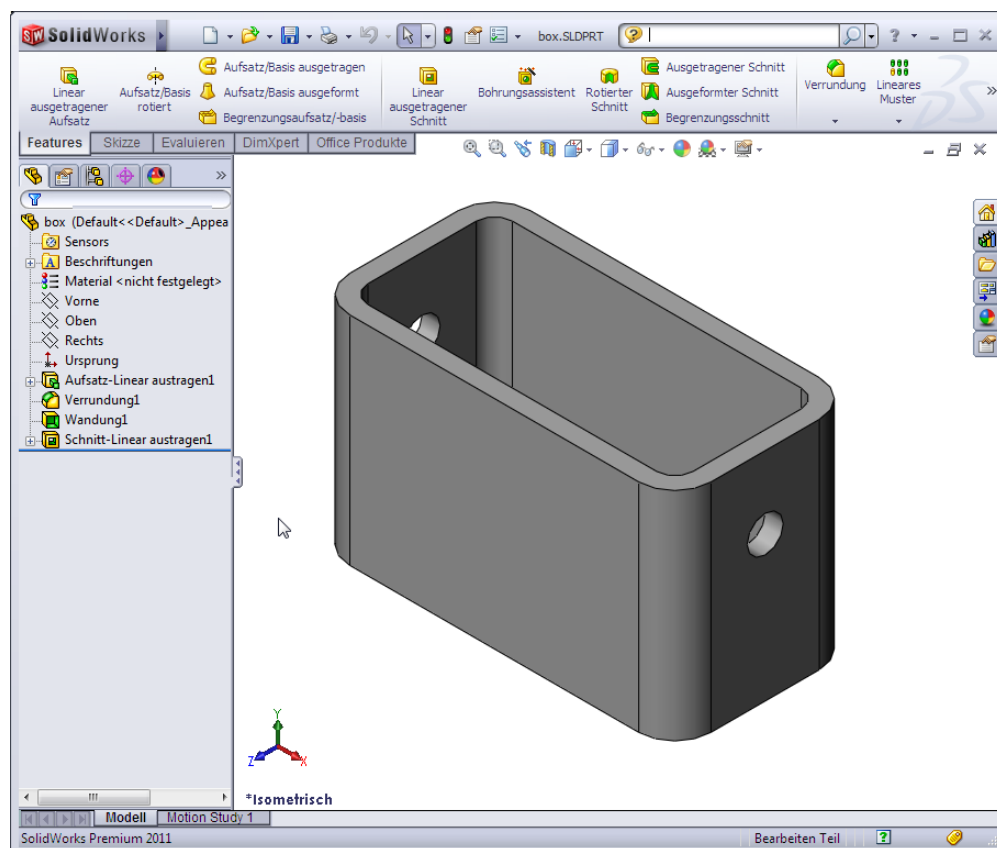 SolidWorks
box.SLDPRT
Linear ausgetragener Aufsatz
Aufsatz/Basis rotiert
Aufsatz/Basis ausgetragen
Aufsatz/Basis ausgeformt
Begrenzungsaufsatz/-basis
Linear ausgetragener Schnitt
Bohrungsassistent
Rotierter Schnitt
Ausgetragener Schnitt
Ausgeformter Schnitt
Begrenzungsschnitt
Verrundung
Lineares Muster
Features
Skizze
Evaluieren
DimXpert
Office Produkte
box (Default<<Default>_Appea
Sensors
Beschriftungen
Material <nicht festgelegt>
Vorne
Oben
Rechts
Ursprung
Aufsatz-Linear austragen1
Verrundung1
Wandung1
Schnitt-Linear austragen1
Y
Z
X
*Isometrisch
Modell
Motion Study 1
SolidWorks Premium 2011
Bearbeiten Teil